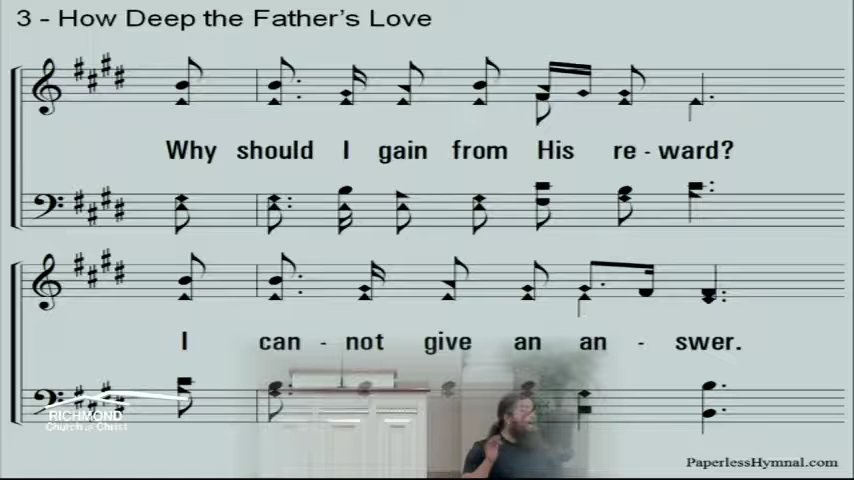 3 - How Deep the Father's Love
Why should I gain from His re - ward?
I can - not give an an - swer.
RICHMOND
Church of Christ
PaperlessHymnal.com